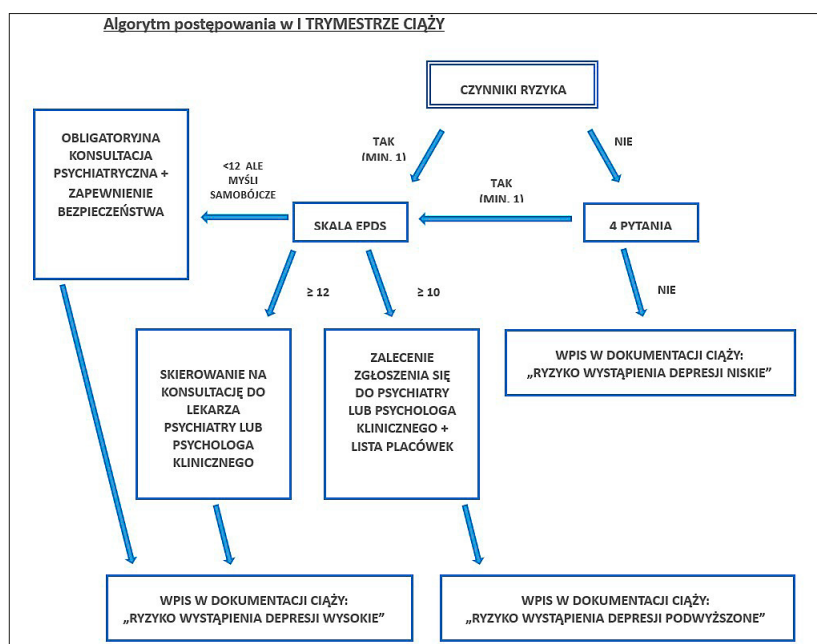 Algorytm postępowania w I TRYMESTRZE CIĄŻY
CZYNNIKI RYZYKA
TAK
(MIN. 1)
NIE
OBLIGATORYJNA
KONSULTACJA
PSYCHIATRYCZNA +
ZAPEWNIENIE
BEZPIECZEŃSTWA
<12 ALE
MYŚLI
SAMOBÓJCZE
TAK
(MIN. 1)
SKALA EPDS
4 PYTANIA
≥ 12
≥ 10
NIE
SKIEROWANIE NA
KONSULTACJĘ DO
LEKARZA
PSYCHIATRY LUB
PSYCHOLOGA
KLINICZNEGO
ZALECENIE
ZGŁOSZENIA SIĘ
DO PSYCHIATRY
LUB PSYCHOLOGA
KLINICZNEGO +
LISTA PLACÓWEK
WPIS W DOKUMENTACJI CIĄŻY:
„RYZYKO WYSTĄPIENIA DEPRESJI NISKIE”
WPIS W DOKUMENTACJI CIĄŻY:
„RYZYKO WYSTĄPIENIA DEPRESJI WYSOKIE”
WPIS W DOKUMENTACJI CIĄŻY:
„RYZYKO WYSTĄPIENIA DEPRESJI PODWYŻSZONE”